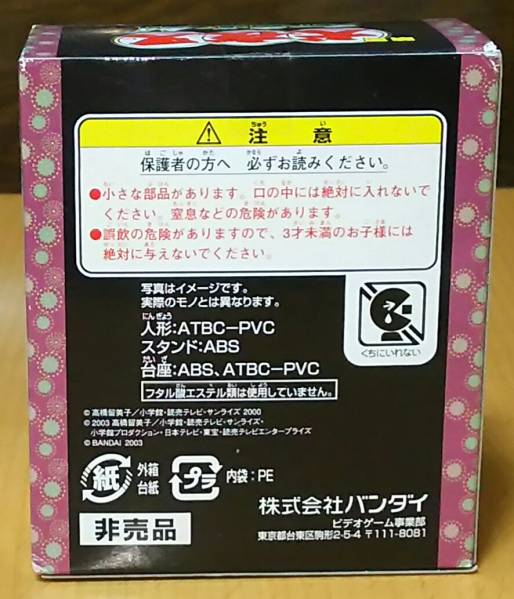 ⚠注意
保護者の方へ 必ずお読みください。
●小さな部品があります。口の中には絶対に入れないで
ください。窒息などの危険があります。
●誤飲の危険がありますので、3才未満のお子様には
絶対に与えないでください。
写真はイメージです。
実際のモノとは異なります。
人形:ATBC-PVC
スタンド:ABS
台座:ABS、ATBC-PVC
フタル酸エステル類は使用していません。
くちにいれない
© 高橋留美子/小学館・読売テレビ・サンライズ 2000
© 2003 高橋留美子/小学館・読売テレビ・サンライズ・
小学館プロダクション・日本テレビ・東宝・読売テレビエンタープライズ
© BANDAI 2003
紙 外箱
台紙
プラ 内袋:PE
非売品
株式会社バンダイ
ビデオゲーム事業部
東京都台東区駒形2-5-4 〒111-8081